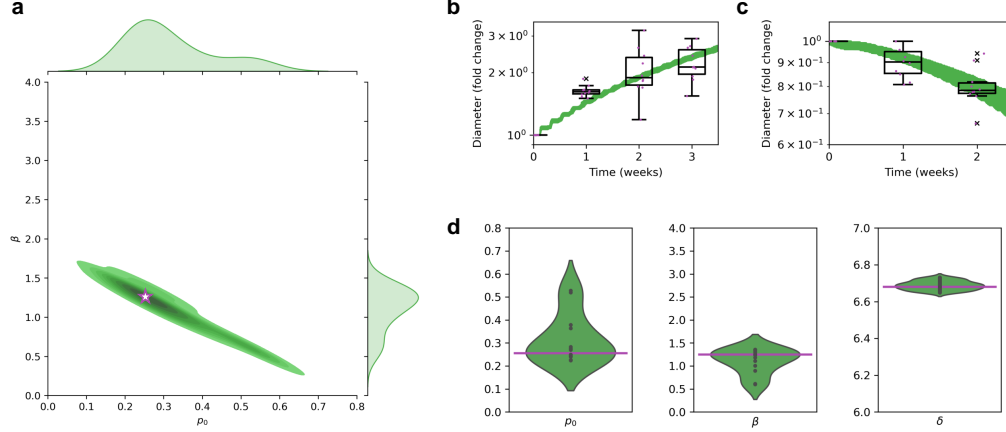 a
4.0
3.5
3.0
2.5
2.0
1.5
1.0
0.5
0.0
β
0.0 0.1 0.2 0.3 0.4 0.5 0.6 0.7 0.8
p₀
b
Diameter (fold change)
3 × 10⁰
2 × 10⁰
10⁰
0 1 2 3
Time (weeks)
c
Diameter (fold change)
10⁰
9 × 10⁻¹
8 × 10⁻¹
7 × 10⁻¹
6 × 10⁻¹
0 1 2
Time (weeks)
d
0.8
0.7
0.6
0.5
0.4
0.3
0.2
0.1
0.0
p₀
4.0
3.5
3.0
2.5
2.0
1.5
1.0
0.5
0.0
β
7.0
6.8
6.6
6.4
6.2
6.0
δ